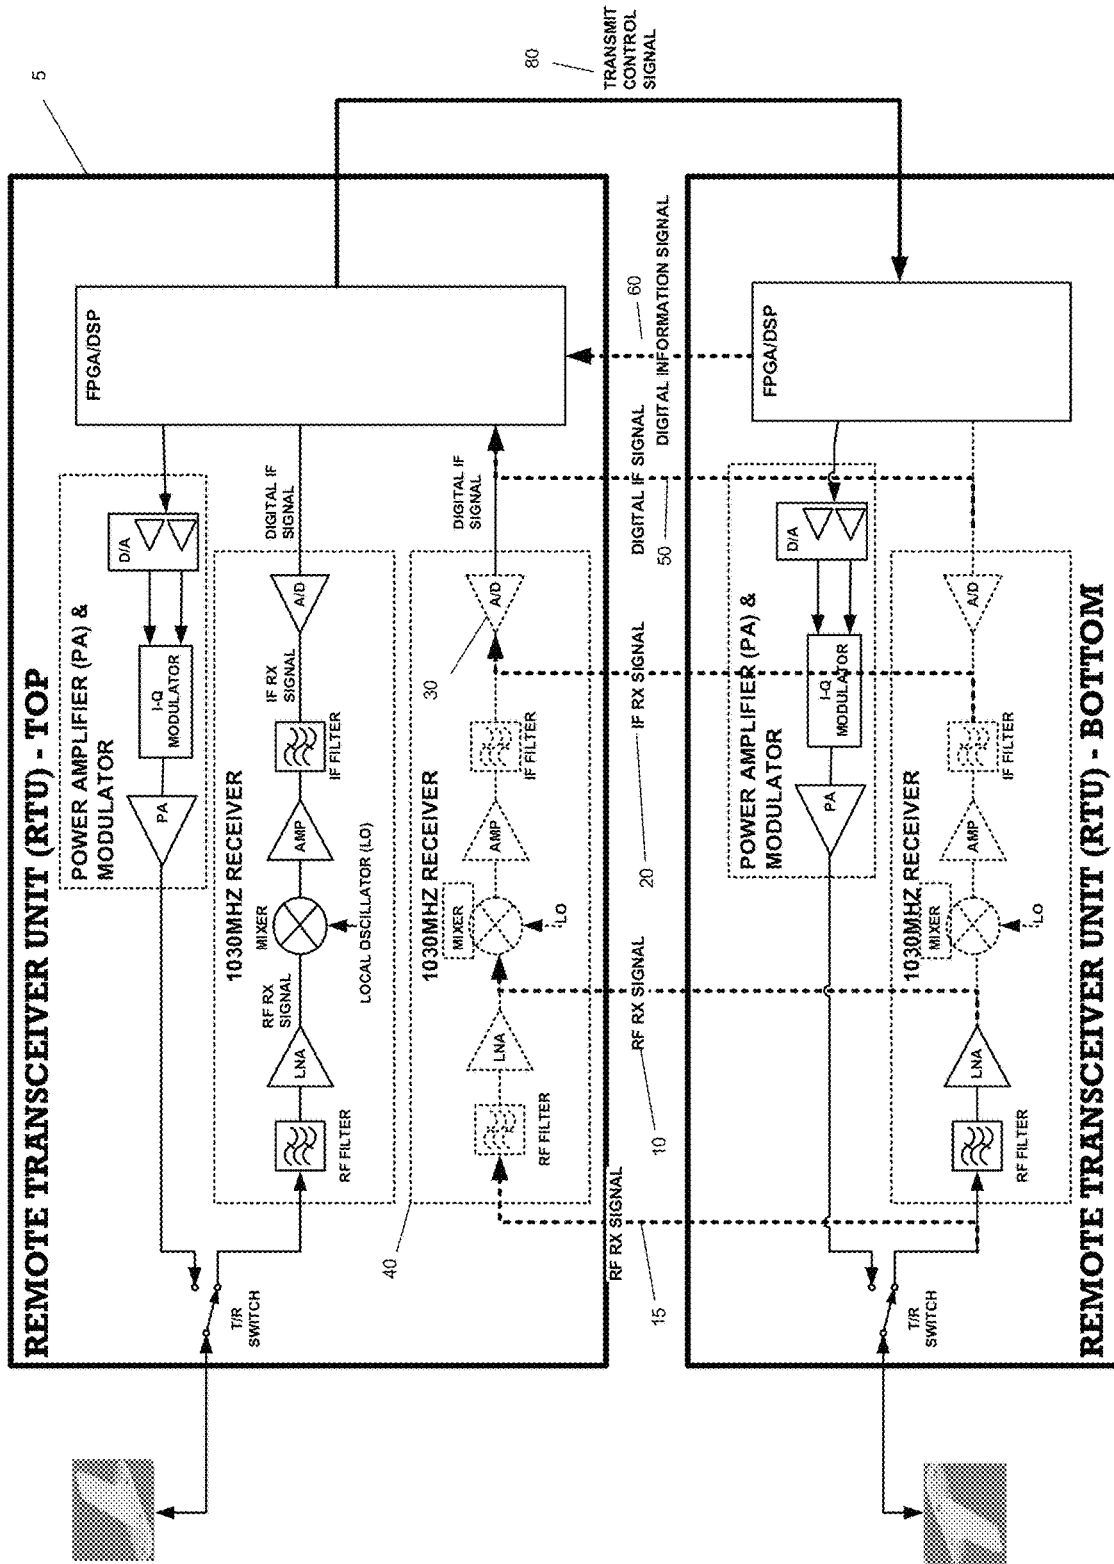 REMOTE TRANSCEIVER UNIT (RTU) - TOP
5
POWER AMPLIFIER (PA) &
MODULATOR
PA
I-Q
MODULATOR
D/A
FPGA/DSP
T/R
SWITCH
1030MHZ RECEIVER
RF FILTER
LNA
RF RX
SIGNAL
MIXER
LOCAL OSCILLATOR (LO)
AMP
IF FILTER
IF RX
SIGNAL
A/D
DIGITAL IF
SIGNAL
40
1030MHZ RECEIVER
RF FILTER
LNA
MIXER
LO
AMP
IF FILTER
30
A/D
DIGITAL IF
SIGNAL
80
TRANSMIT
CONTROL
SIGNAL
RF RX SIGNAL
15
RF RX SIGNAL
10
IF RX SIGNAL
20
DIGITAL IF SIGNAL
50
DIGITAL INFORMATION SIGNAL
60
POWER AMPLIFIER (PA) &
MODULATOR
PA
I-Q
MODULATOR
D/A
FPGA/DSP
T/R
SWITCH
1030MHZ RECEIVER
RF FILTER
LNA
MIXER
LO
AMP
IF FILTER
A/D
REMOTE TRANSCEIVER UNIT (RTU) - BOTTOM